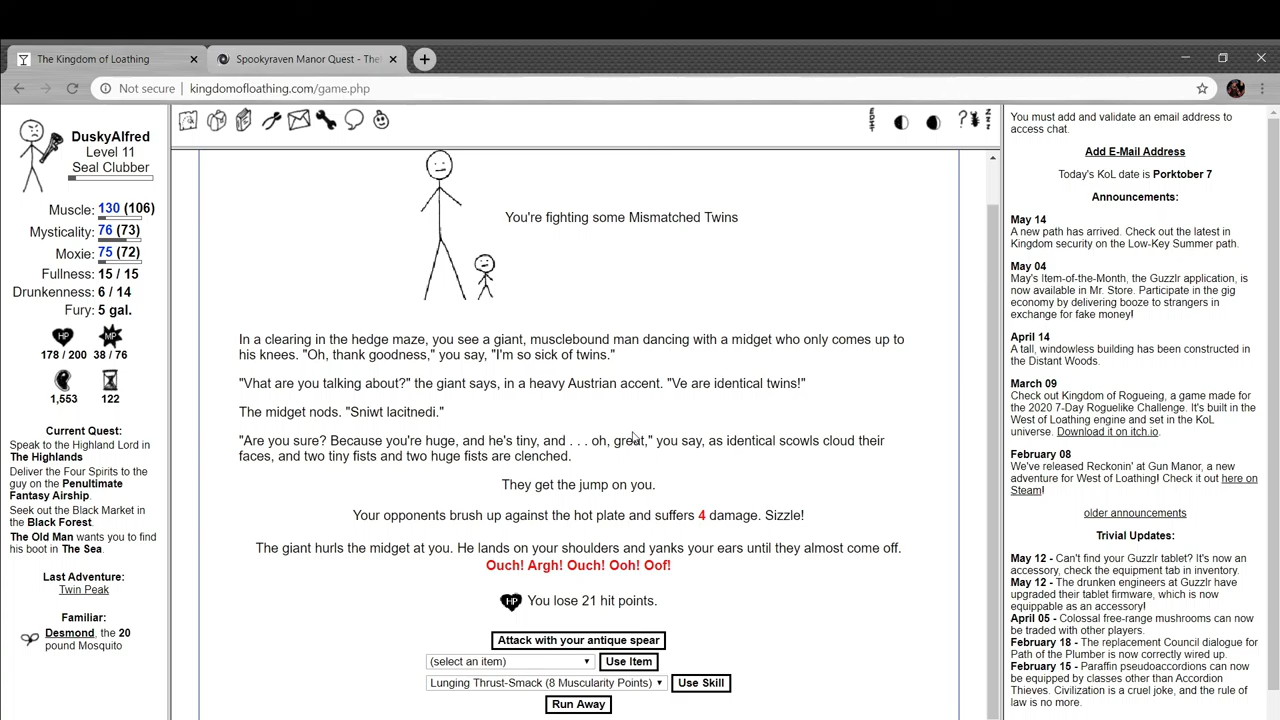 The Kingdom of Loathing
Spookyraven Manor Quest - The
Not secure
kingdomofloathing.com/game.php
DuskyAlfred
Level 11
Seal Clubber
Muscle: 130 (106)
Mysticality: 76 (73)
Moxie: 75 (72)
Fullness: 15 / 15
Drunkenness: 6 / 14
Fury: 5 gal.
HP MP
178 / 200 38 / 76
1,553 122
Current Quest:
Speak to the Highland Lord in
The Highlands
Deliver the Four Spirits to the
guy on the Penultimate
Fantasy Airship.
Seek out the Black Market in
the Black Forest.
The Old Man wants you to find
his boot in The Sea.
Last Adventure:
Twin Peak
Familiar:
Desmond, the 20
pound Mosquito
EDIT
? Z z z
You're fighting some Mismatched Twins
In a clearing in the hedge maze, you see a giant, musclebound man dancing with a midget who only comes up to
his knees. "Oh, thank goodness," you say, "I'm so sick of twins."
"Vhat are you talking about?" the giant says, in a heavy Austrian accent. "Ve are identical twins!"
The midget nods. "Sniwt lacitnedi."
"Are you sure? Because you're huge, and he's tiny, and . . . oh, great," you say, as identical scowls cloud their
faces, and two tiny fists and two huge fists are clenched.
They get the jump on you.
Your opponents brush up against the hot plate and suffers 4 damage. Sizzle!
The giant hurls the midget at you. He lands on your shoulders and yanks your ears until they almost come off.
Ouch! Argh! Ouch! Ooh! Oof!
HP You lose 21 hit points.
Attack with your antique spear
(select an item) Use Item
Lunging Thrust-Smack (8 Muscularity Points) Use Skill
Run Away
You must add and validate an email address to
access chat.
Add E-Mail Address
Today's KoL date is Porktober 7
Announcements:
May 14
A new path has arrived. Check out the latest in
Kingdom security on the Low-Key Summer path.
May 04
May's Item-of-the-Month, the Guzzlr application, is
now available in Mr. Store. Participate in the gig
economy by delivering booze to strangers in
exchange for fake money!
April 14
A tall, windowless building has been constructed in
the Distant Woods.
March 09
Check out Kingdom of Rogueing, a game made for
the 2020 7-Day Roguelike Challenge. It's built in the
West of Loathing engine and set in the KoL
universe. Download it on itch.io.
February 08
We've released Reckonin' at Gun Manor, a new
adventure for West of Loathing! Check it out here on
Steam!
older announcements
Trivial Updates:
May 12 - Can't find your Guzzlr tablet? It's now an
accessory, check the equipment tab in inventory.
May 12 - The drunken engineers at Guzzlr have
upgraded their tablet firmware, which is now
equippable as an accessory!
April 05 - Colossal free-range mushrooms can now
be traded with other players.
February 18 - The replacement Council dialogue for
Path of the Plumber is now correctly wired up.
February 15 - Paraffin pseudoaccordions can now
be equipped by classes other than Accordion
Thieves. Civilization is a cruel joke, and the rule of
law is no more.